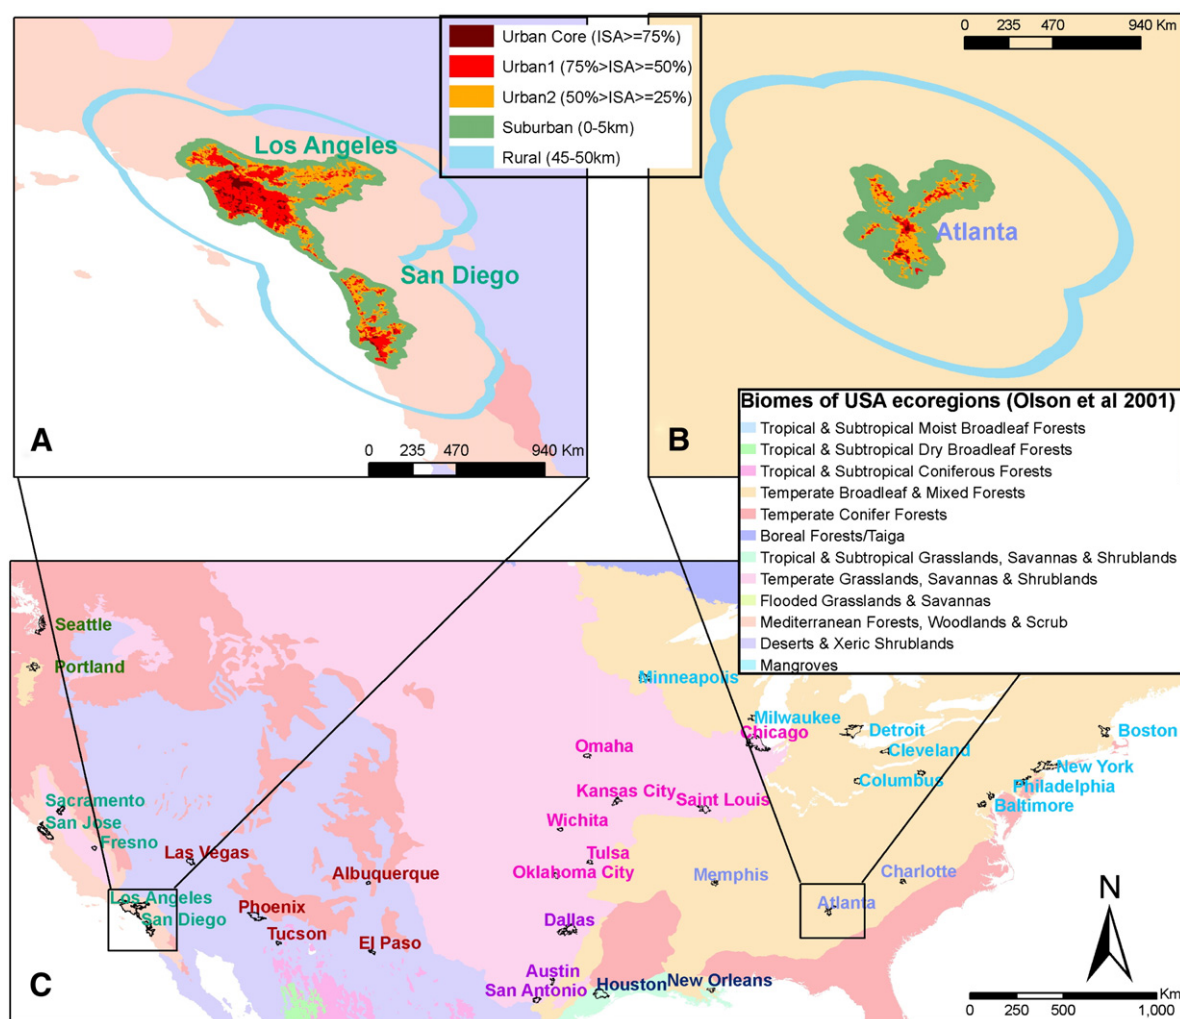 Urban Core (ISA>=75%)
Urban1 (75%>ISA>=50%)
Urban2 (50%>ISA>=25%)
Suburban (0-5km)
Rural (45-50km)
Los Angeles
San Diego
A
0 235 470 940 Km
0 235 470 940 Km
Atlanta
B
Biomes of USA ecoregions (Olson et al 2001)
Tropical & Subtropical Moist Broadleaf Forests
Tropical & Subtropical Dry Broadleaf Forests
Tropical & Subtropical Coniferous Forests
Temperate Broadleaf & Mixed Forests
Temperate Conifer Forests
Boreal Forests/Taiga
Tropical & Subtropical Grasslands, Savannas & Shrublands
Temperate Grasslands, Savannas & Shrublands
Flooded Grasslands & Savannas
Mediterranean Forests, Woodlands & Scrub
Deserts & Xeric Shrublands
Mangroves
Seattle
Portland
Minneapolis
Milwaukee
Chicago
Detroit
Cleveland
Columbus
Boston
New York
Philadelphia
Baltimore
Omaha
Kansas City
Saint Louis
Wichita
Tulsa
Oklahoma City
Sacramento
San Jose
Fresno
Las Vegas
Albuquerque
Los Angeles
San Diego
Phoenix
Tucson
El Paso
Memphis
Charlotte
Atlanta
Dallas
Austin
San Antonio
Houston
New Orleans
N
C
0 250 500 1,000 Km